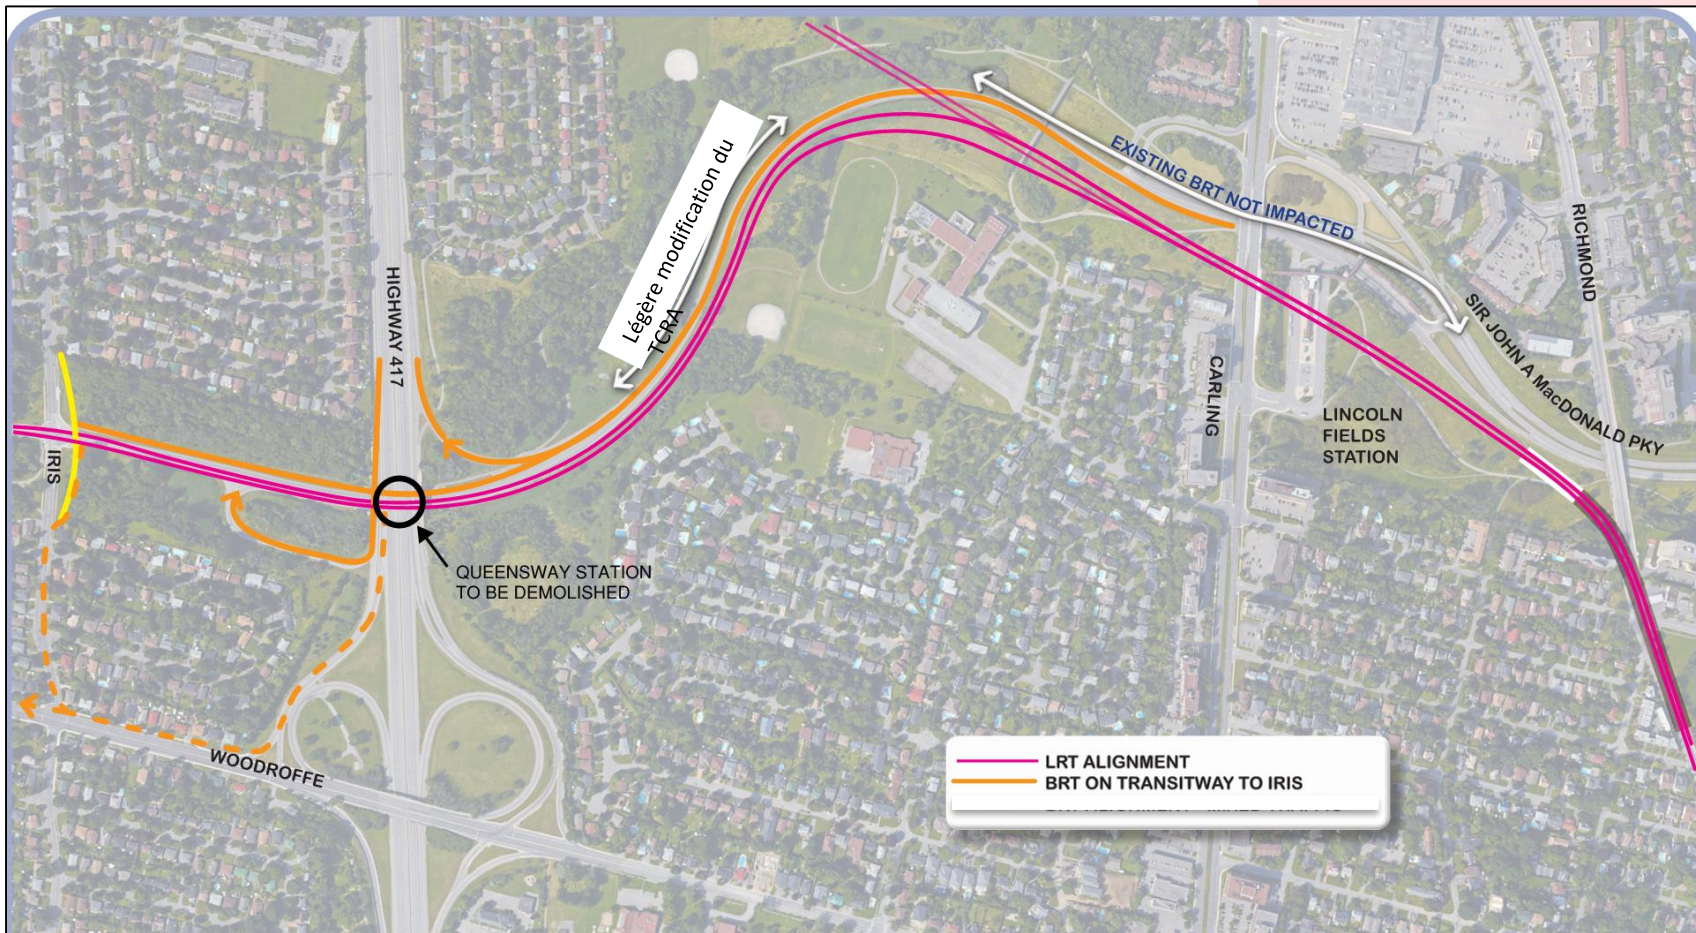 EXISTING BRT NOT IMPACTED
Légère modification du
TCRA
HIGHWAY 417
RICHMOND
SIR JOHN A MacDONALD PKY
CARLING
LINCOLN
FIELDS
STATION
IRIS
QUEENSWAY STATION
TO BE DEMOLISHED
WOODROFFE
LRT ALIGNMENT
BRT ON TRANSITWAY TO IRIS